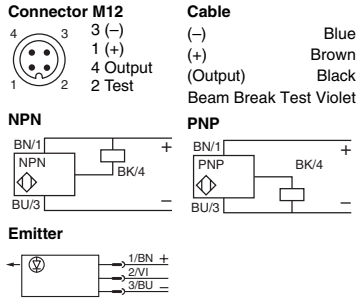 Connector M12
4 3
1 2
3 (–)
1 (+)
4 Output
2 Test
Cable
(–) Blue
(+) Brown
(Output) Black
Beam Break Test Violet
NPN
BN/1 +
NPN
BK/4
BU/3 –
PNP
BN/1 +
PNP
BK/4
BU/3 –
Emitter
1/BN +
2/VI
3/BU –